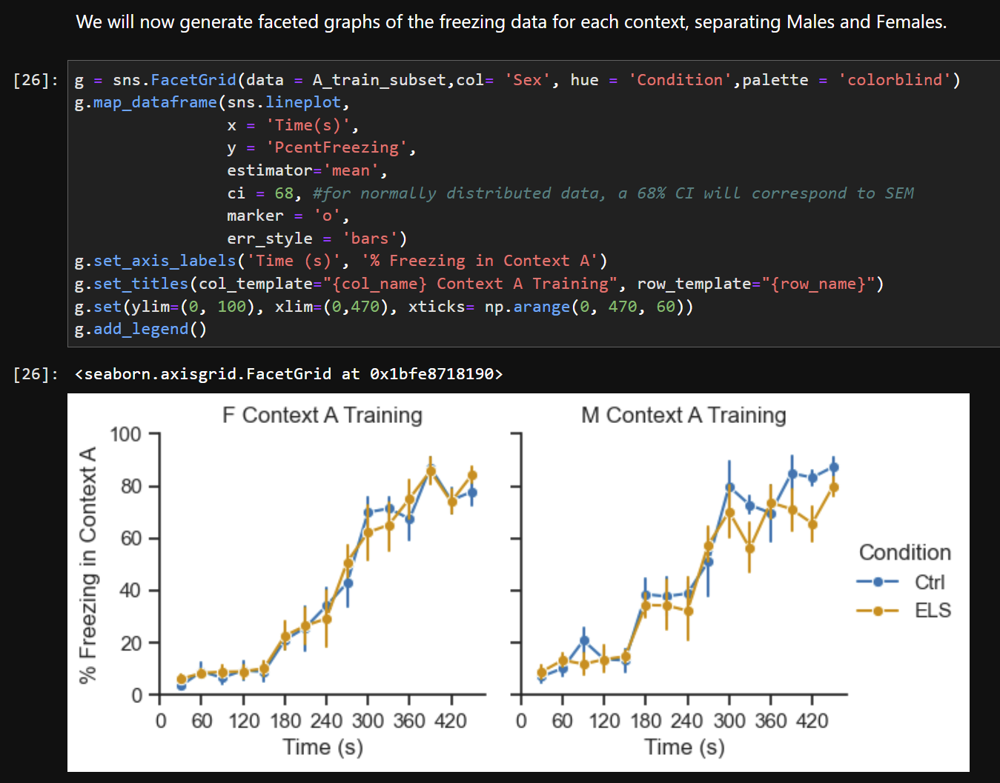 We will now generate faceted graphs of the freezing data for each context, separating Males and Females.
[26]: g = sns.FacetGrid(data = A_train_subset,col= 'Sex', hue = 'Condition',palette = 'colorblind')
g.map_dataframe(sns.lineplot,
x = 'Time(s)',
y = 'PcentFreezing',
estimator='mean',
ci = 68, #for normally distributed data, a 68% CI will correspond to SEM
marker = 'o',
err_style = 'bars')
g.set_axis_labels('Time (s)', '% Freezing in Context A')
g.set_titles(col_template="{col_name} Context A Training", row_template="{row_name}")
g.set(ylim=(0, 100), xlim=(0,470), xticks= np.arange(0, 470, 60))
g.add_legend()
[26]: <seaborn.axisgrid.FacetGrid at 0x1bfe8718190>
F Context A Training
M Context A Training
% Freezing in Context A
100
80
60
40
20
0
0 60 120 180 240 300 360 420
Time (s)
0 60 120 180 240 300 360 420
Time (s)
Condition
Ctrl
ELS